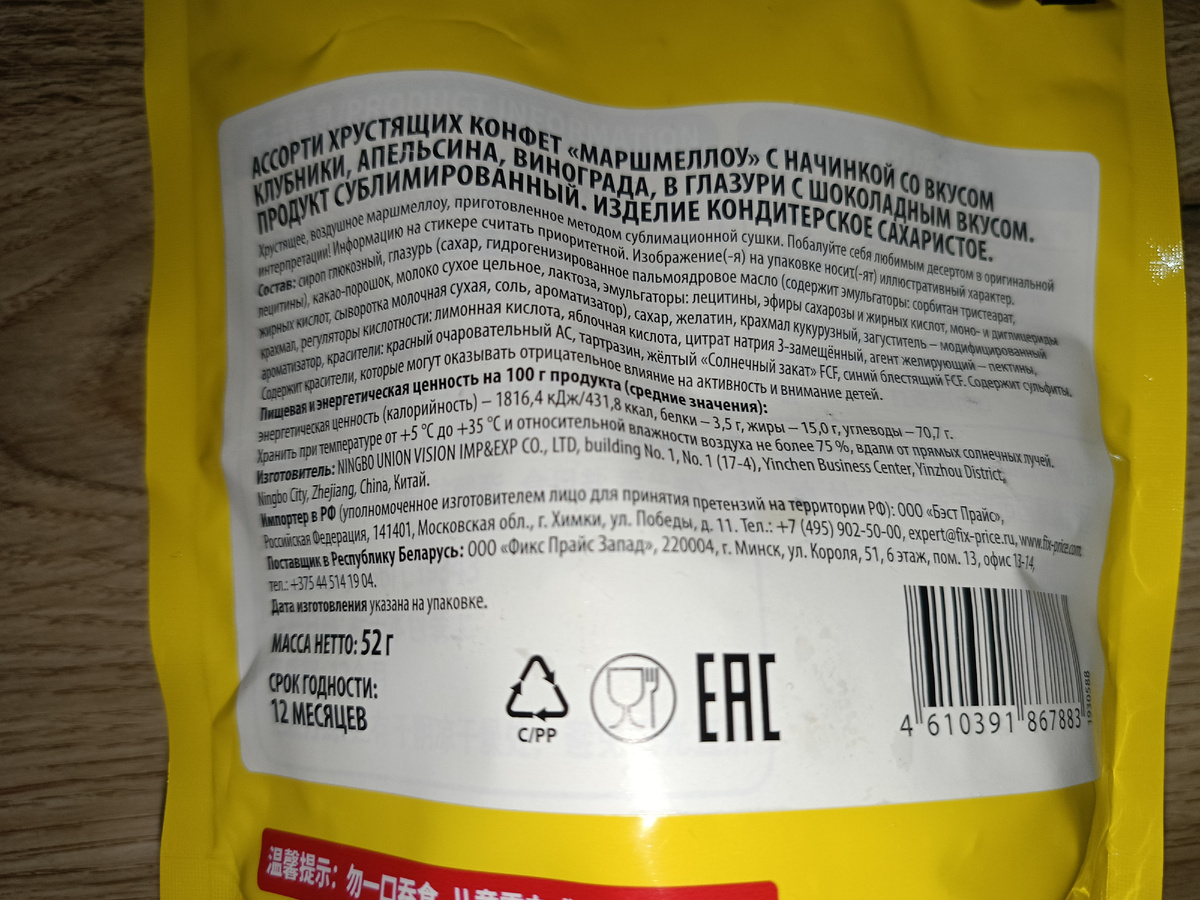 АССОРТИ ХРУСТЯЩИХ КОНФЕТ «МАРШМЕЛЛОУ» С НАЧИНКОЙ СО ВКУСОМ
КЛУБНИКИ, АПЕЛЬСИНА, ВИНОГРАДА, В ГЛАЗУРИ С ШОКОЛАДНЫМ ВКУСОМ.
ПРОДУКТ СУБЛИМИРОВАННЫЙ. ИЗДЕЛИЕ КОНДИТЕРСКОЕ САХАРИСТОЕ.
Хрустящее, воздушное маршмеллоу, приготовленное методом сублимационной сушки. Побалуйте себя любимым десертом в оригинальной
интерпретации! Информацию на стикере считать приоритетной. Изображение(-я) на упаковке носит(-ят) иллюстративный характер.
Состав: сироп глюкозный, глазурь (сахар, гидрогенизированное пальмоядровое масло (содержит эмульгаторы: сорбитан тристеарат,
лецитины), какао-порошок, молоко сухое цельное, лактоза, эмульгаторы: лецитины, эфиры сахарозы и жирных кислот, моно- и диглицериды
жирных кислот, сыворотка молочная сухая, соль, ароматизатор), сахар, желатин, крахмал кукурузный, загуститель – модифицированный
крахмал, регуляторы кислотности: лимонная кислота, яблочная кислота, цитрат натрия 3-замещённый, агент желирующий – пектины,
ароматизатор, красители: красный очаровательный АС, тартразин, жёлтый «Солнечный закат» FCF, синий блестящий FCF. Содержит сульфиты.
Содержит красители, которые могут оказывать отрицательное влияние на активность и внимание детей.
Пищевая и энергетическая ценность на 100 г продукта (средние значения):
энергетическая ценность (калорийность) – 1816,4 кДж/431,8 ккал, белки – 3,5 г, жиры – 15,0 г, углеводы – 70,7 г.
Хранить при температуре от +5 °С до +35 °С и относительной влажности воздуха не более 75 %, вдали от прямых солнечных лучей.
Изготовитель: NINGBO UNION VISION IMP&EXP CO., LTD, building No. 1, No. 1 (17-4), Yinchen Business Center, Yinzhou District,
Ningbo City, Zhejiang, China, Китай.
Импортер в РФ (уполномоченное изготовителем лицо для принятия претензий на территории РФ): ООО «Бэст Прайс»,
Российская Федерация, 141401, Московская обл., г. Химки, ул. Победы, д. 11. Тел.: +7 (495) 902-50-00, expert@fix-price.ru, www.fix-price.com
Поставщик в Республику Беларусь: ООО «Фикс Прайс Запад», 220004, г. Минск, ул. Короля, 51, 6 этаж, пом. 13, офис 13-14,
тел.: +375 44 514 19 04.
Дата изготовления указана на упаковке.
МАССА НЕТТО: 52 г
СРОК ГОДНОСТИ:
12 МЕСЯЦЕВ
C/PP
EAC
4 610391 867883
1930588
温馨提示：勿一口吞食